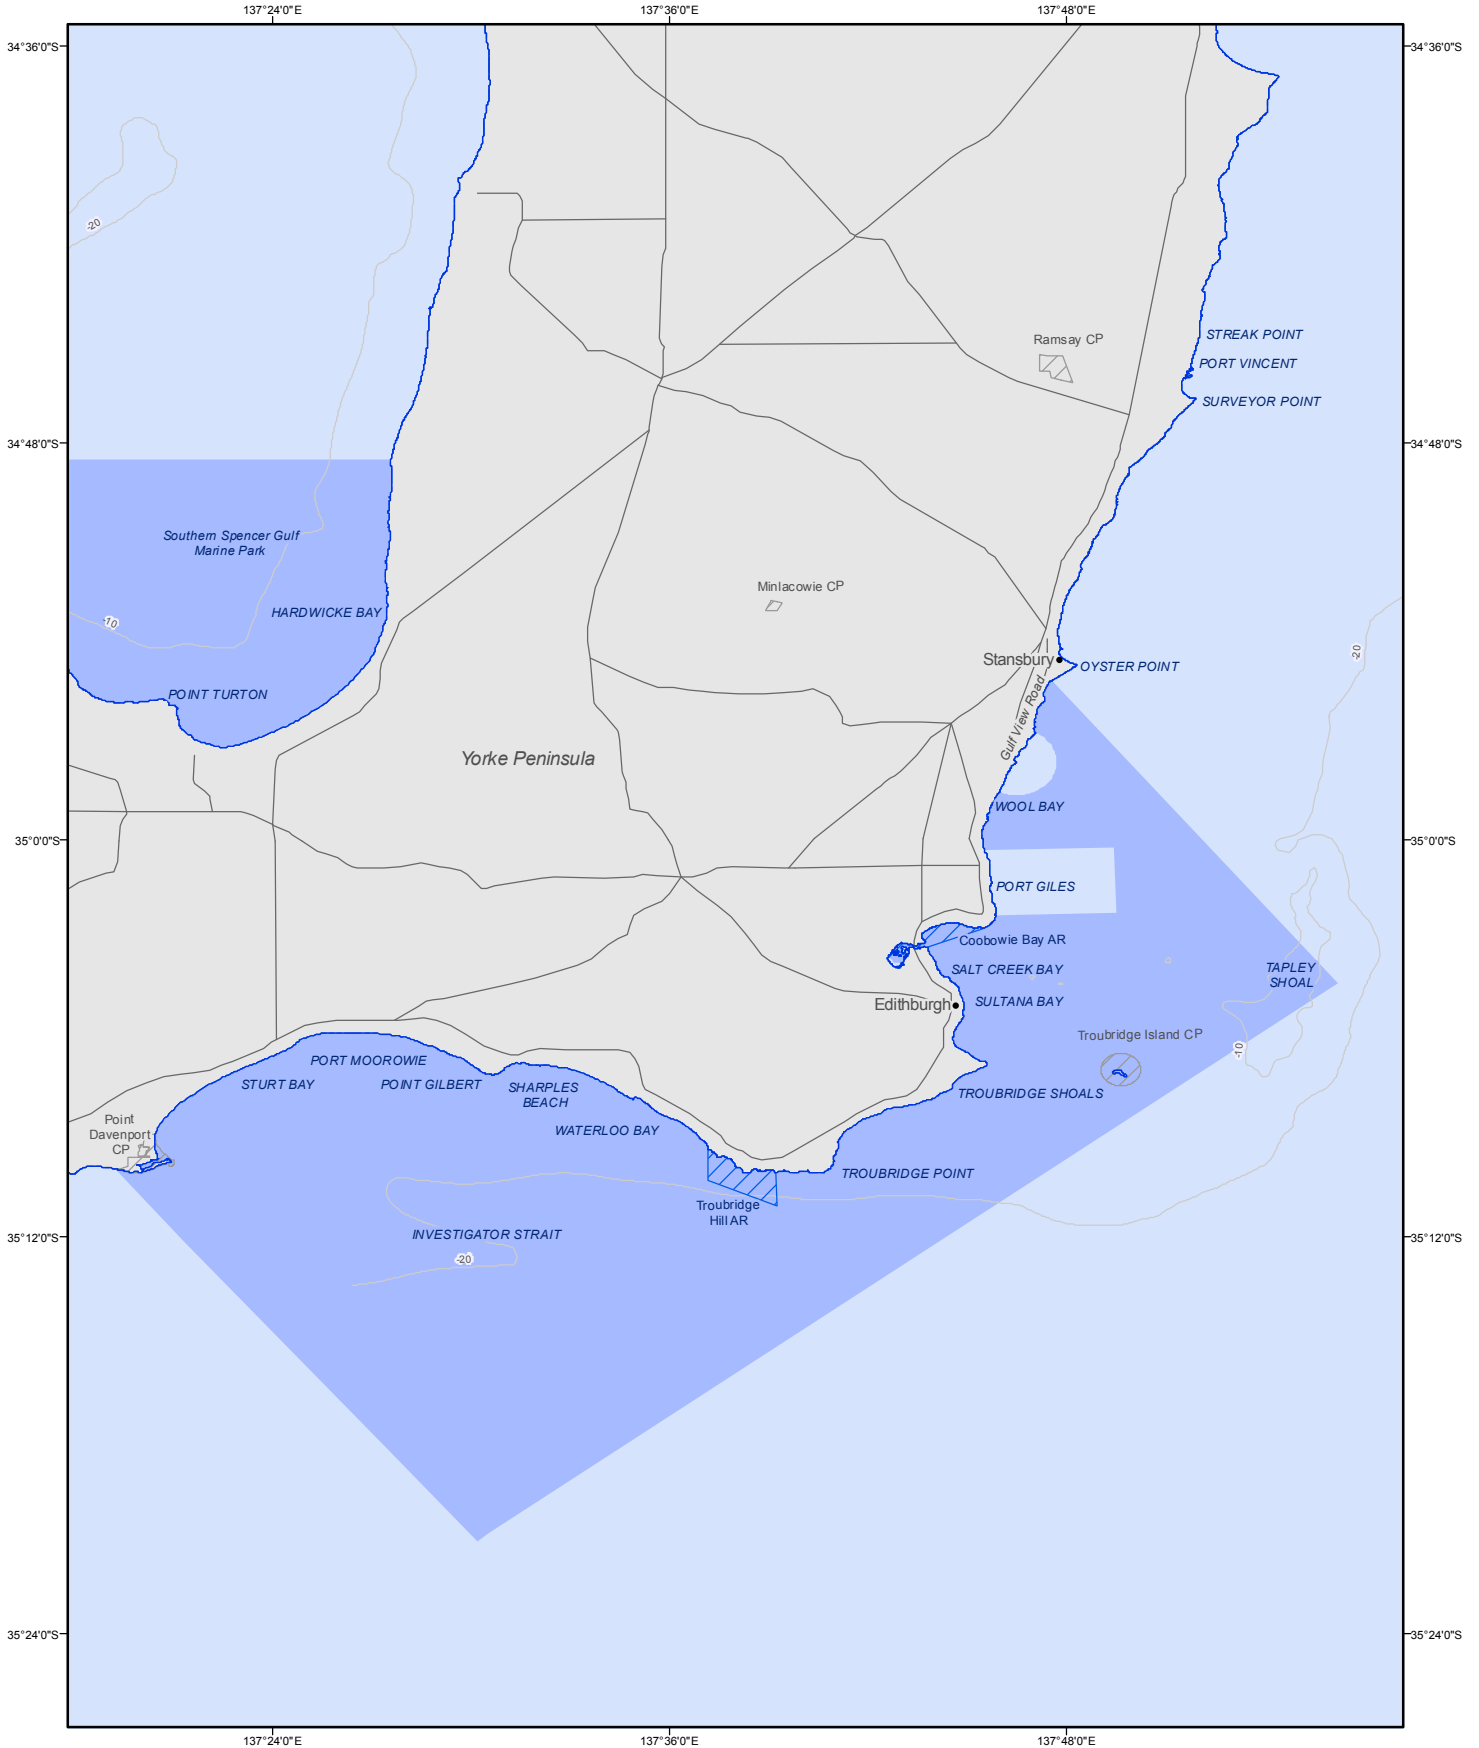 137°24'0"E
137°36'0"E
137°48'0"E
34°36'0"S
34°36'0"S
-20
STREAK POINT
Ramsay CP
PORT VINCENT
SURVEYOR POINT
34°48'0"S
34°48'0"S
Southern Spencer Gulf
Marine Park
Minlacowie CP
HARDWICKE BAY
-10
-20
Stansbury
OYSTER POINT
POINT TURTON
Gulf View Road
Yorke Peninsula
WOOL BAY
35°0'0"S
35°0'0"S
PORT GILES
Coobowie Bay AR
SALT CREEK BAY
TAPLEY
SHOAL
Edithburgh
SULTANA BAY
Troubridge Island CP
-10
PORT MOOROWIE
STURT BAY
POINT GILBERT
SHARPLES
BEACH
TROUBRIDGE SHOALS
Point
Davenport
CP
WATERLOO BAY
TROUBRIDGE POINT
Troubridge
Hill AR
INVESTIGATOR STRAIT
35°12'0"S
35°12'0"S
-20
35°24'0"S
35°24'0"S
137°24'0"E
137°36'0"E
137°48'0"E